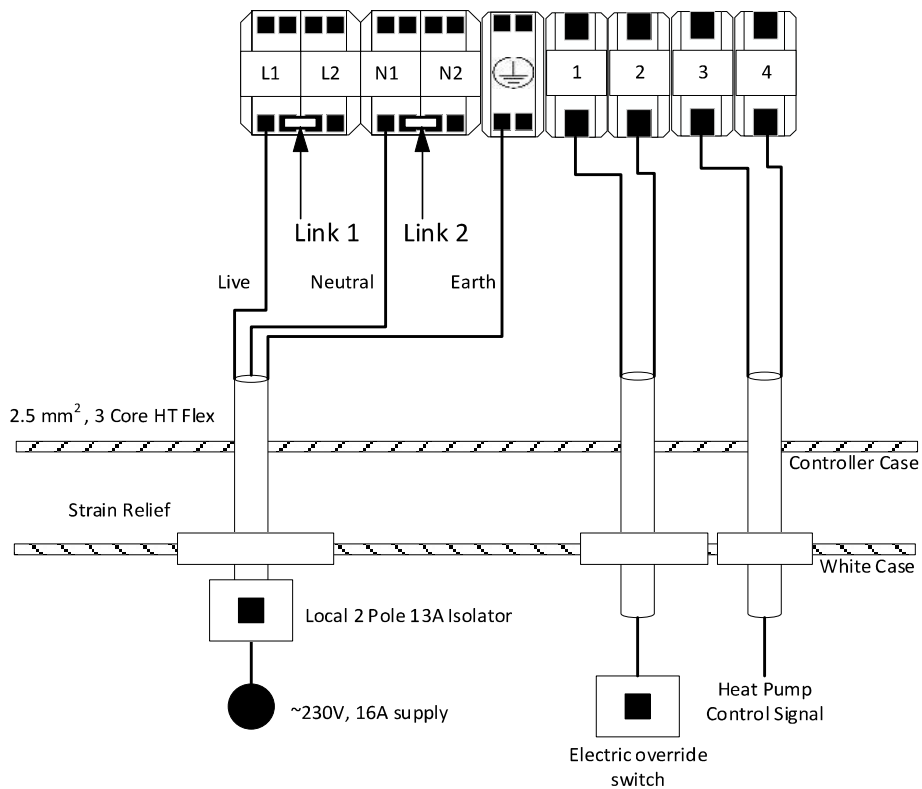 L1 L2 N1 N2 1 2 3 4
Link 1 Link 2
Live Neutral Earth
2.5 mm², 3 Core HT Flex
Controller Case
Strain Relief
White Case
Local 2 Pole 13A Isolator
~230V, 16A supply
Heat Pump
Control Signal
Electric override
switch